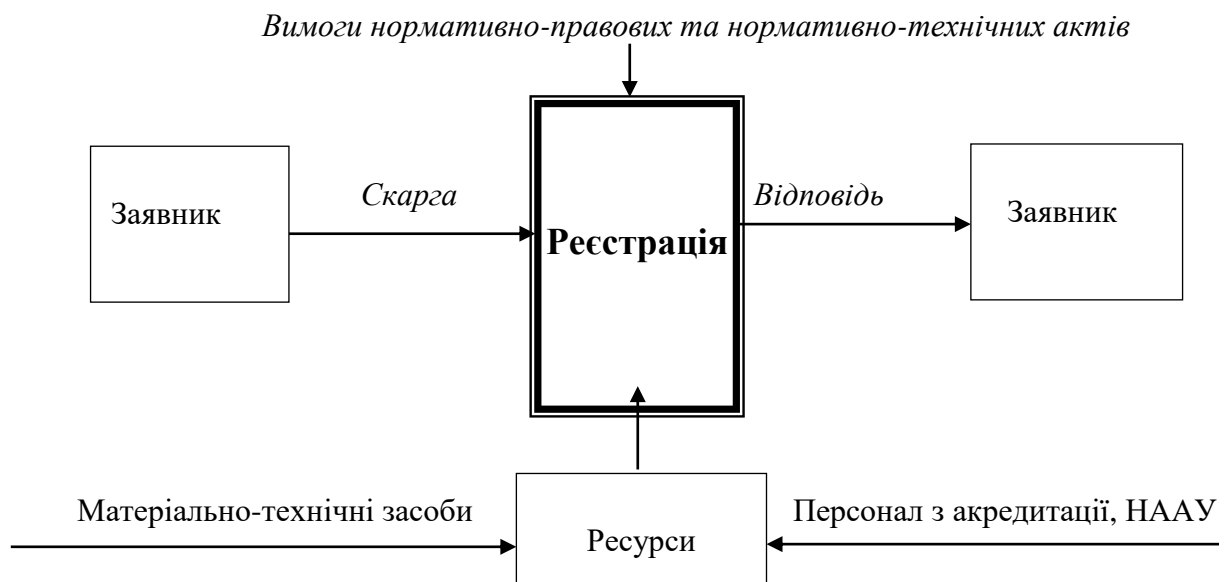 Вимоги нормативно-правових та нормативно-технічних актів
Заявник
Скарга
Реєстрація
Відповідь
Заявник
Матеріально-технічні засоби
Ресурси
Персонал з акредитації, НААУ